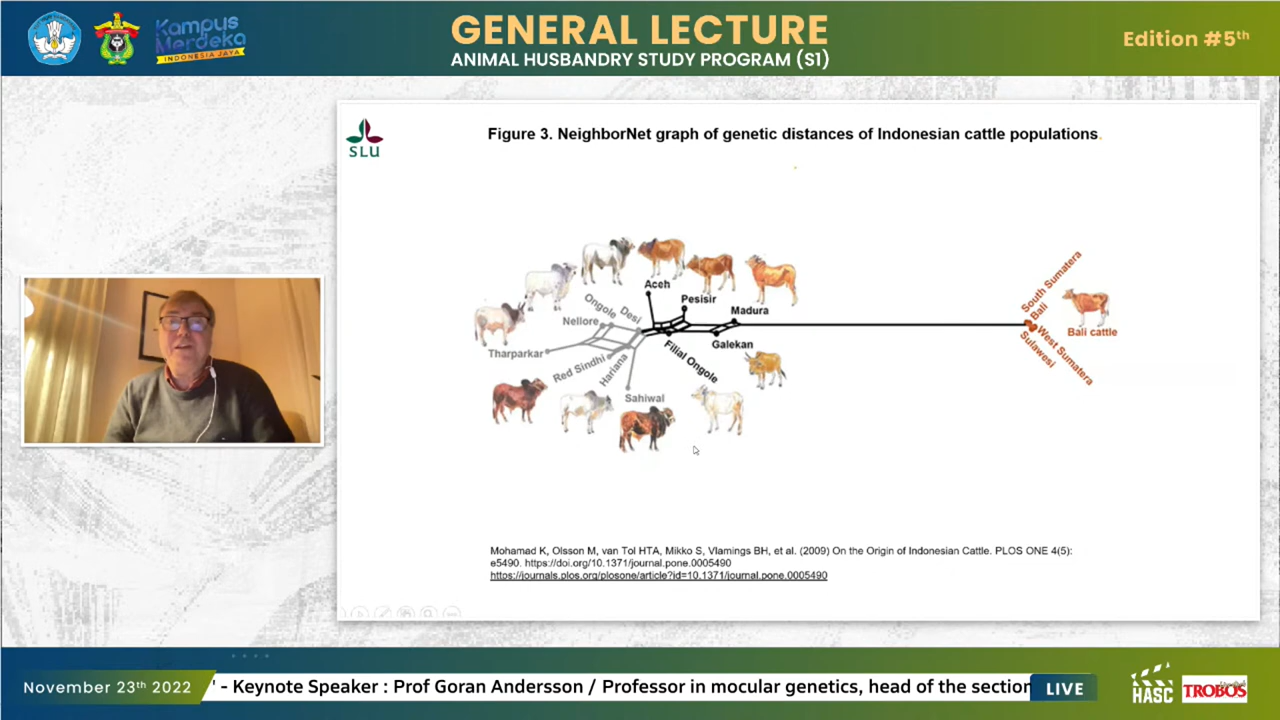 Kampus
Merdeka
INDONESIA JAYA
GENERAL LECTURE
ANIMAL HUSBANDRY STUDY PROGRAM (S1)
Edition #5th
SLU
Figure 3. NeighborNet graph of genetic distances of Indonesian cattle populations.
Aceh
Pesisir
Madura
Ongole
Desi
Nellore
Tharparkar
Red Sindhi
Hariana
Filial Ongole
Galekan
Sahiwal
South Sumatera
Bali
Bali cattle
West Sumatera
Sulawesi
Mohamad K, Olsson M, van Tol HTA, Mikko S, Vlamings BH, et al. (2009) On the Origin of Indonesian Cattle. PLOS ONE 4(5):
e5490. https://doi.org/10.1371/journal.pone.0005490
https://journals.plos.org/plosone/article?id=10.1371/journal.pone.0005490
November 23th 2022
' - Keynote Speaker : Prof Goran Andersson / Professor in mocular genetics, head of the section
LIVE
HASC
TROBOS